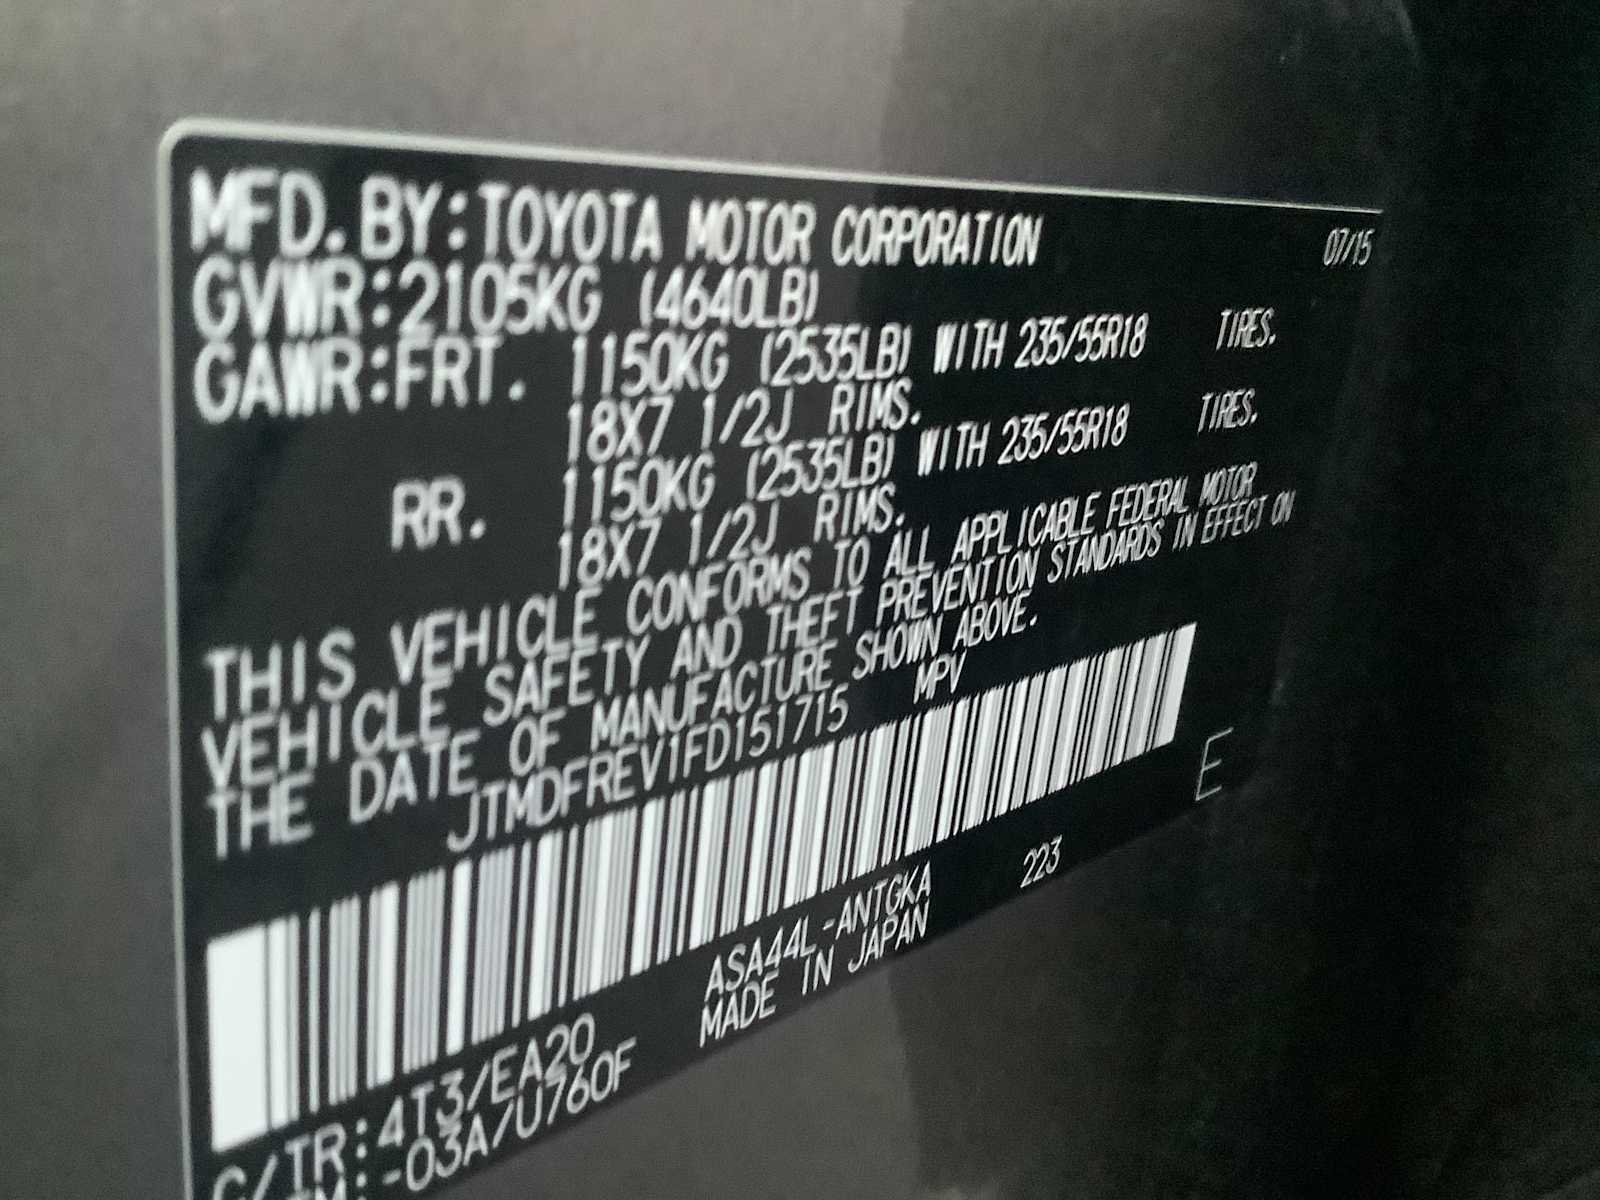 MFD. BY: TOYOTA MOTOR CORPORATION 07/15
GVWR: 2105KG (4640LB)
GAWR: FRT. 1150KG (2535LB) WITH 235/55R18 TIRES.
18X7 1/2J RIMS.
RR. 1150KG (2535LB) WITH 235/55R18 TIRES.
18X7 1/2J RIMS.
THIS VEHICLE CONFORMS TO ALL APPLICABLE FEDERAL MOTOR
VEHICLE SAFETY AND THEFT PREVENTION STANDARDS IN EFFECT ON
THE DATE OF MANUFACTURE SHOWN ABOVE.
JTMDFREV1FD151715 MPV
E
C/TR: 4T3/EA20 ASA44L-ANTGKA 223
-03A/U760F MADE IN JAPAN